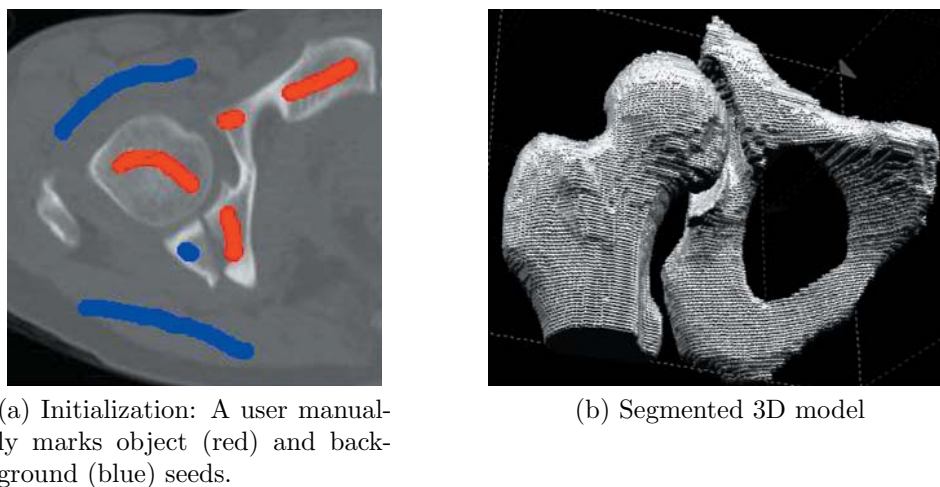 (a) Initialization: A user manual-
ly marks object (red) and back-
ground (blue) seeds.
(b) Segmented 3D model